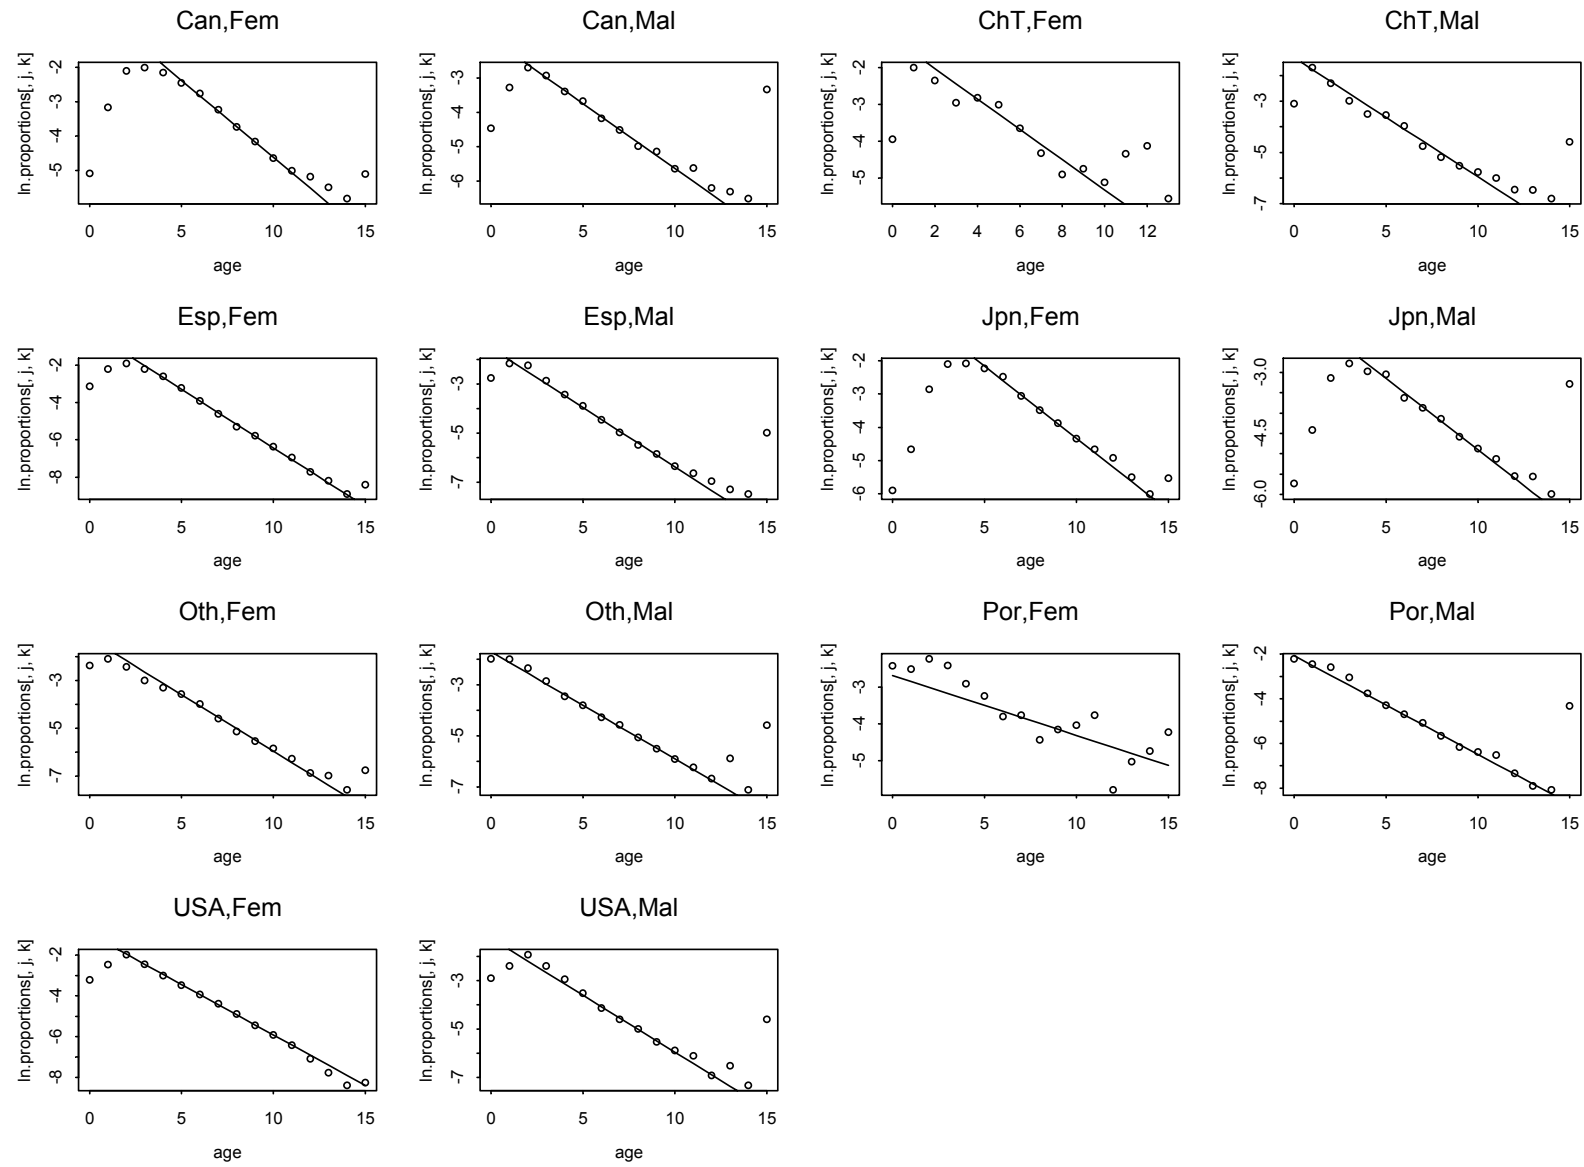 Can,Fem
ln.proportions[, j, k]
-2
-3
-4
-5
0 5 10 15
age
Can,Mal
ln.proportions[, j, k]
-3
-4
-5
-6
0 5 10 15
age
ChT,Fem
ln.proportions[, j, k]
-2
-3
-4
-5
0 2 4 6 8 10 12
age
ChT,Mal
ln.proportions[, j, k]
-3
-5
-7
0 5 10 15
age
Esp,Fem
ln.proportions[, j, k]
-2
-4
-6
-8
0 5 10 15
age
Esp,Mal
ln.proportions[, j, k]
-3
-5
-7
0 5 10 15
age
Jpn,Fem
ln.proportions[, j, k]
-2
-3
-4
-5
-6
0 5 10 15
age
Jpn,Mal
ln.proportions[, j, k]
-3.0
-4.5
-6.0
0 5 10 15
age
Oth,Fem
ln.proportions[, j, k]
-3
-5
-7
0 5 10 15
age
Oth,Mal
ln.proportions[, j, k]
-3
-5
-7
0 5 10 15
age
Por,Fem
ln.proportions[, j, k]
-3
-4
-5
0 5 10 15
age
Por,Mal
ln.proportions[, j, k]
-2
-4
-6
-8
0 5 10 15
age
USA,Fem
ln.proportions[, j, k]
-2
-4
-6
-8
0 5 10 15
age
USA,Mal
ln.proportions[, j, k]
-3
-5
-7
0 5 10 15
age